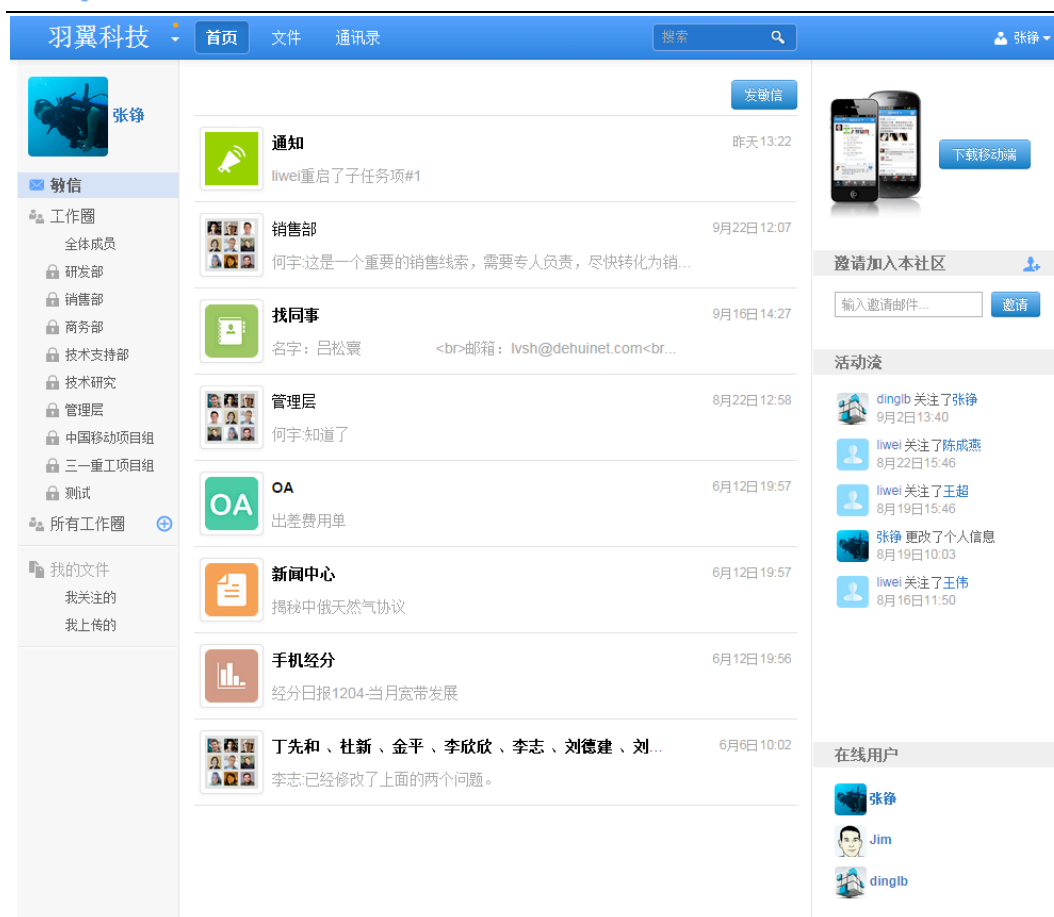 羽翼科技
首页 文件 通讯录
搜索
张铮
张铮
敏信
工作圈
全体成员
研发部
销售部
商务部
技术支持部
技术研究
管理层
中国移动项目组
三一重工项目组
测试
所有工作圈
我的文件
我关注的
我上传的
发敏信
通知 昨天13:22
liwei重启了子任务项#1
销售部 9月22日12:07
何宇:这是一个重要的销售线索，需要专人负责，尽快转化为销...
找同事 9月16日14:27
名字：吕松寰 <br>邮箱：lvsh@dehuinet.com<br...
管理层 8月22日12:58
何宇:知道了
OA
OA 6月12日19:57
出差费用单
新闻中心 6月12日19:57
揭秘中俄天然气协议
手机经分 6月12日19:56
经分日报1204-当月宽带发展
丁先和 、杜新 、金平 、李欣欣 、李志 、刘德建 、刘... 6月6日10:02
李志:已经修改了上面的两个问题。
下载移动端
邀请加入本社区
输入邀请邮件...
邀请
活动流
dinglb 关注了张铮
9月2日13:40
liwei 关注了陈成燕
8月22日15:46
liwei 关注了王超
8月19日15:46
张铮 更改了个人信息
8月19日10:03
liwei 关注了王伟
8月16日11:50
在线用户
张铮
Jim
dinglb